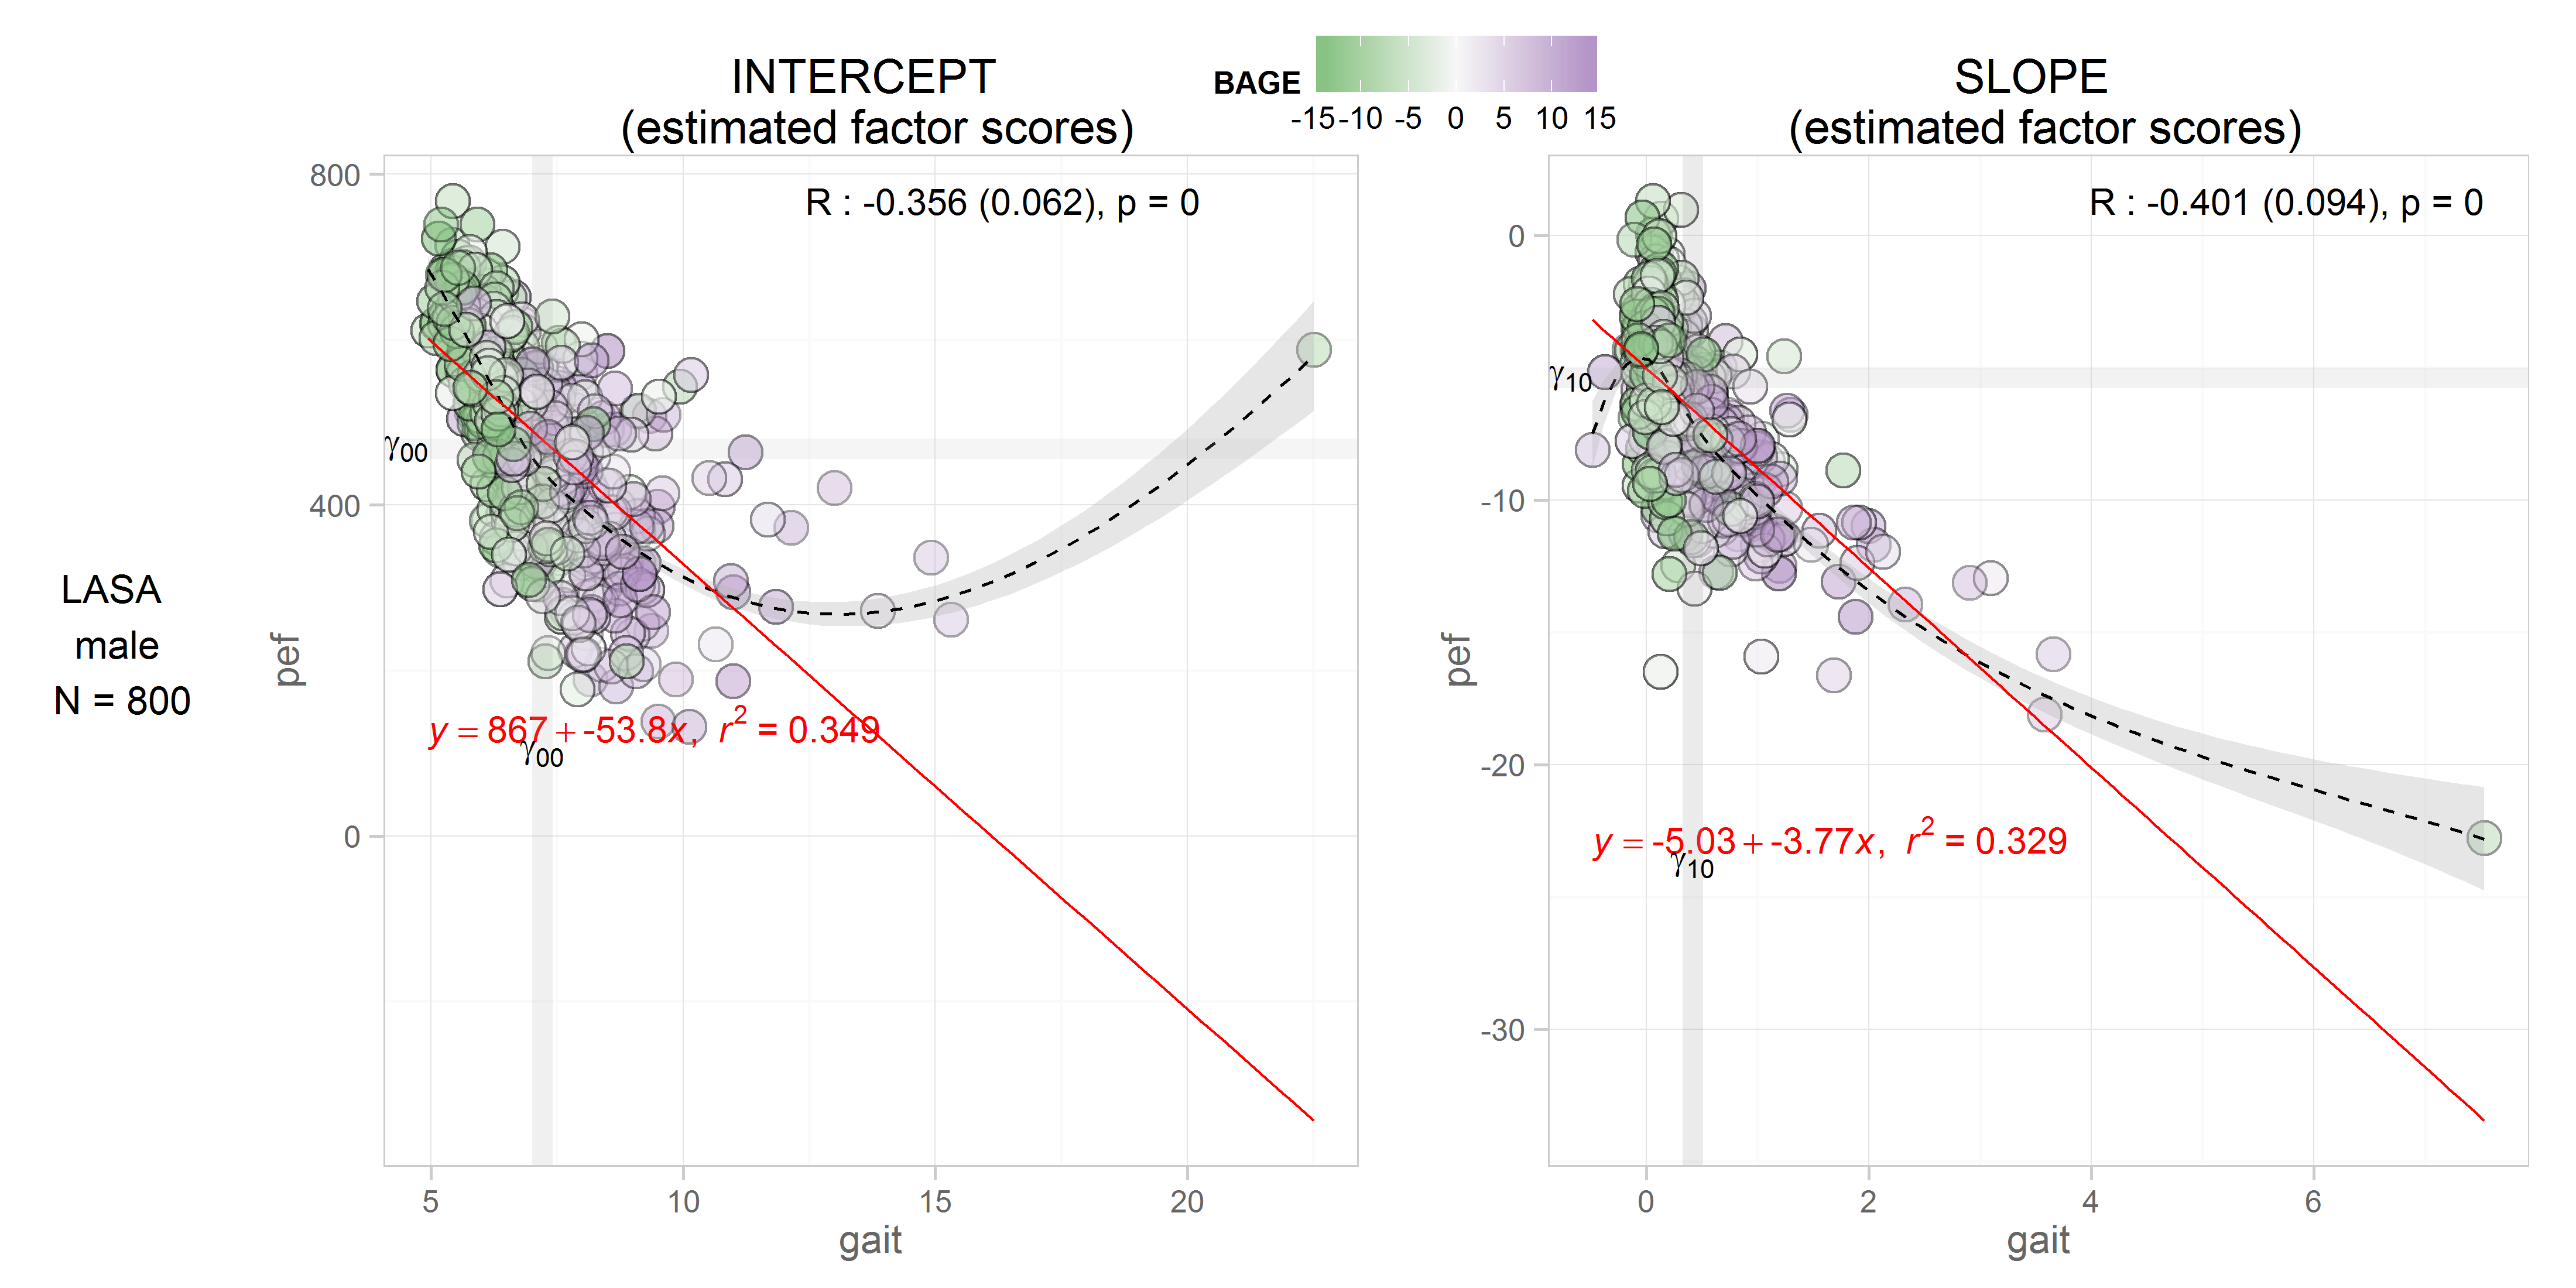 INTERCEPT
(estimated factor scores)
BAGE
-15 -10 -5 0 5 10 15
SLOPE
(estimated factor scores)
LASA
male
N = 800
pef
800
400
0
R : -0.356 (0.062), p = 0
γ00
y = 867 + -53.8x, r2 = 0.349
γ00
5 10 15 20
gait
pef
0
-10
-20
-30
R : -0.401 (0.094), p = 0
γ10
y = -5.03 + -3.77x, r2 = 0.329
γ10
0 2 4 6
gait